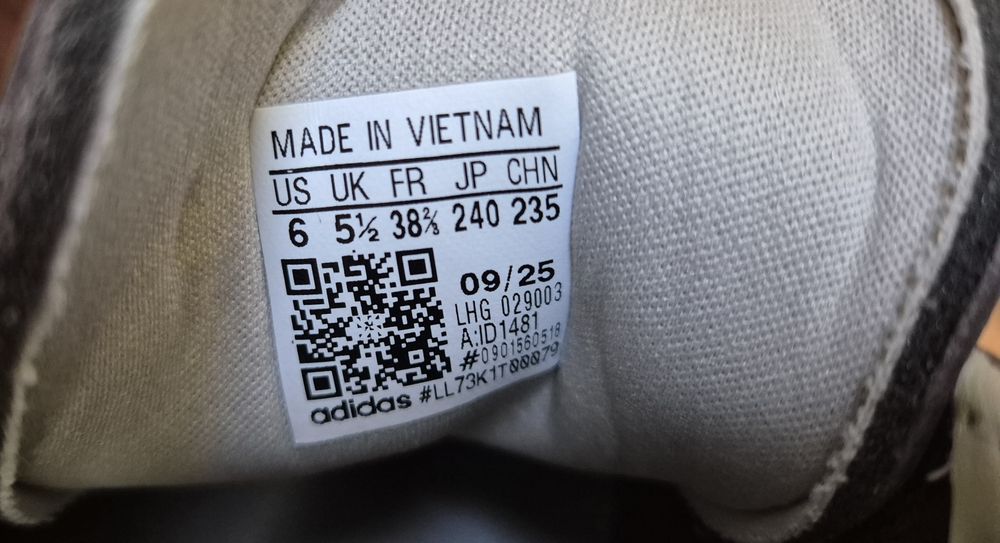 MADE IN VIETNAM
US UK FR JP CHN
6 5½ 38⅔ 240 235
09/25
LHG 029003
A:ID1481
#0901560518
#LL73K1T00079
adidas